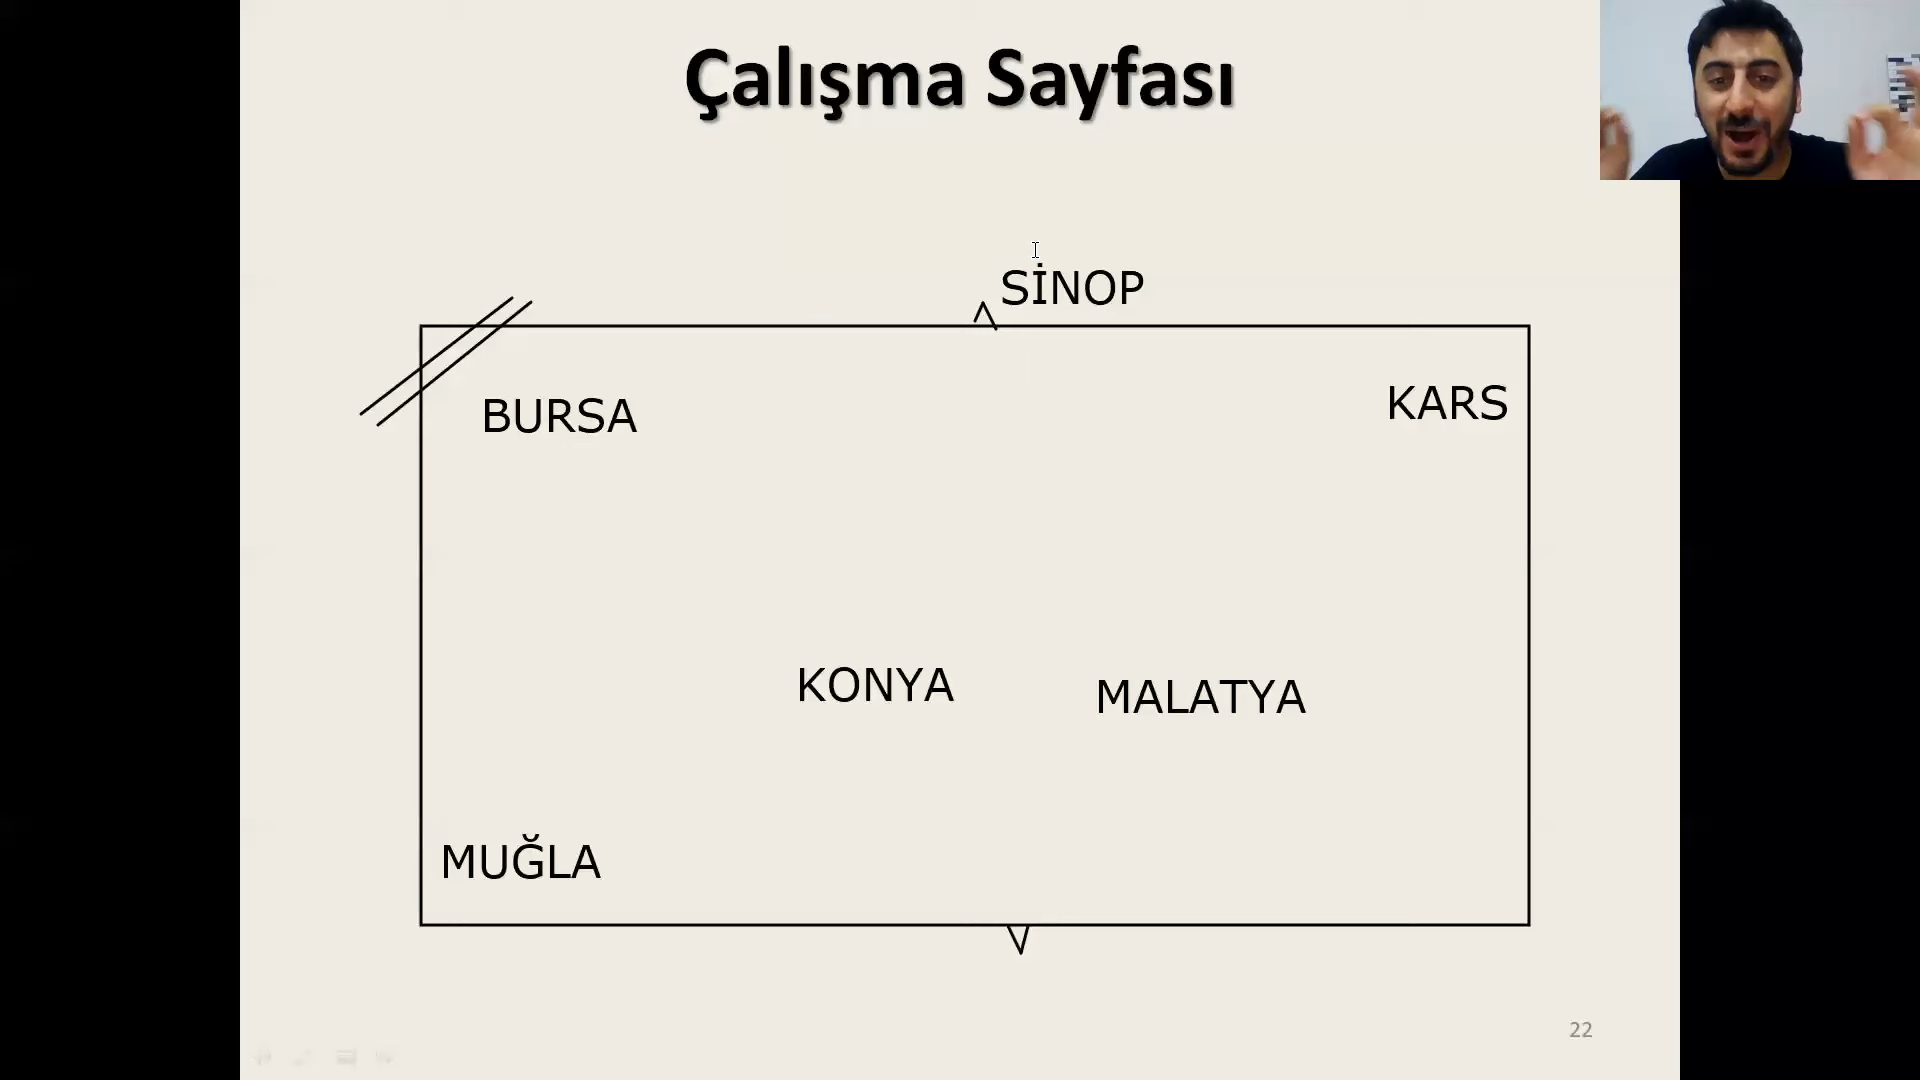 Çalışma Sayfası
SİNOP
BURSA
KARS
KONYA
MALATYA
MUĞLA
22